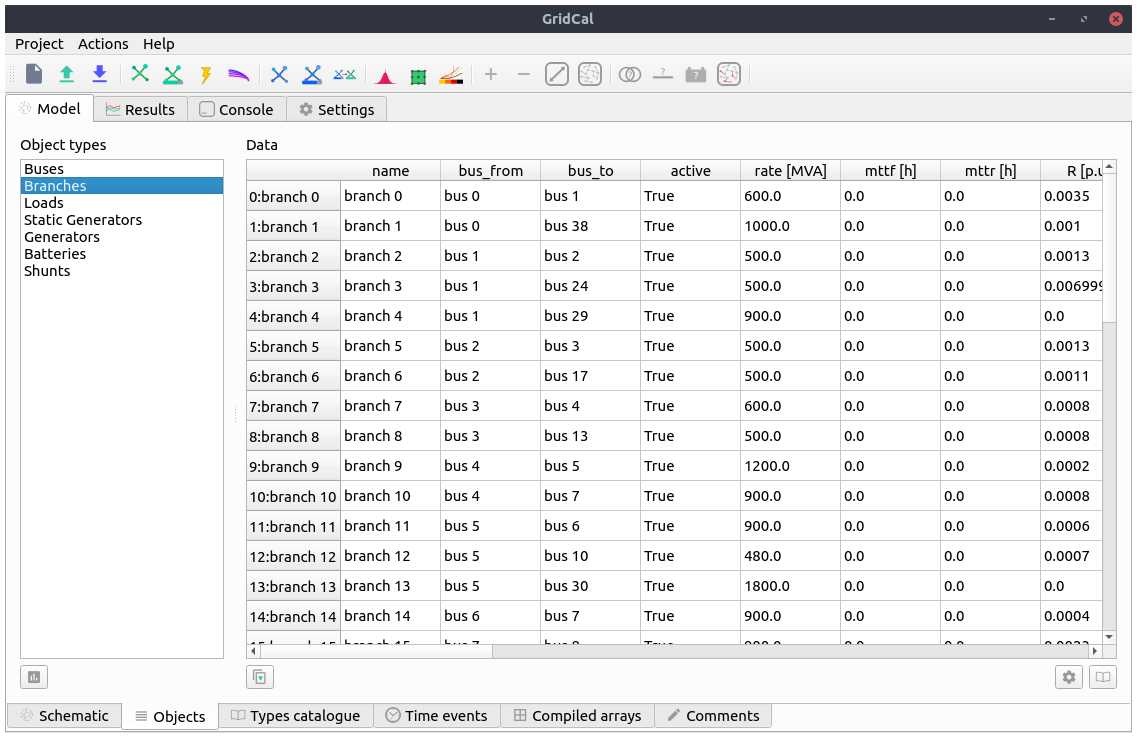 GridCal
Project Actions Help
Model Results Console Settings
Object types
Buses
Branches
Loads
Static Generators
Generators
Batteries
Shunts
Data
name bus_from bus_to active rate [MVA] mttf [h] mttr [h] R [p.u
0:branch 0 branch 0 bus 0 bus 1 True 600.0 0.0 0.0 0.0035
1:branch 1 branch 1 bus 0 bus 38 True 1000.0 0.0 0.0 0.001
2:branch 2 branch 2 bus 1 bus 2 True 500.0 0.0 0.0 0.0013
3:branch 3 branch 3 bus 1 bus 24 True 500.0 0.0 0.0 0.006999
4:branch 4 branch 4 bus 1 bus 29 True 900.0 0.0 0.0 0.0
5:branch 5 branch 5 bus 2 bus 3 True 500.0 0.0 0.0 0.0013
6:branch 6 branch 6 bus 2 bus 17 True 500.0 0.0 0.0 0.0011
7:branch 7 branch 7 bus 3 bus 4 True 600.0 0.0 0.0 0.0008
8:branch 8 branch 8 bus 3 bus 13 True 500.0 0.0 0.0 0.0008
9:branch 9 branch 9 bus 4 bus 5 True 1200.0 0.0 0.0 0.0002
10:branch 10 branch 10 bus 4 bus 7 True 900.0 0.0 0.0 0.0008
11:branch 11 branch 11 bus 5 bus 6 True 900.0 0.0 0.0 0.0006
12:branch 12 branch 12 bus 5 bus 10 True 480.0 0.0 0.0 0.0007
13:branch 13 branch 13 bus 5 bus 30 True 1800.0 0.0 0.0 0.0
14:branch 14 branch 14 bus 6 bus 7 True 900.0 0.0 0.0 0.0004
Schematic Objects Types catalogue Time events Compiled arrays Comments